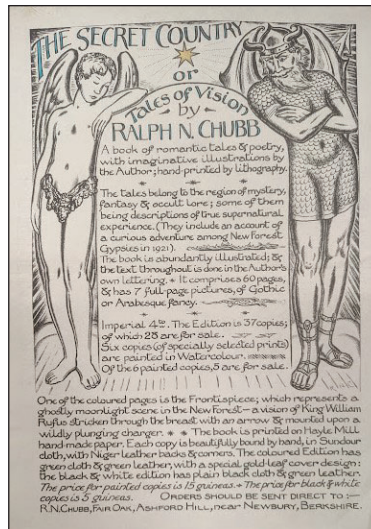 THE SECRET COUNTRY
or
Tales of Vision
by
RALPH N. CHUBB
A book of romantic tales & poetry,
with imaginative illustrations by
the Author; hand-printed by lithography.
The tales belong to the region of mystery,
fantasy & occult lore; some of them
being descriptions of true supernatural
experience. (They include an account of
a curious adventure among New Forest
Gypsies in 1921).
The book is abundantly illustrated; &
the text throughout is done in the Author's
own lettering. * It comprises 60 pages,
& has 7 full-page pictures, of Gothic
or Arabesque fancy.
Imperial 4to. The Edition is 37 copies;
of which 28 are for sale.
Six copies (of specially selected prints)
are painted in Watercolour.
Of the 6 painted copies, 5 are for sale.
One of the coloured pages is the Frontispiece; which represents a
ghostly moonlight scene in the New Forest – a vision of King William
Rufus stricken through the breast with an arrow & mounted upon a
wildly plunging charger. * * The book is printed on Hayle Mill
hand-made paper. Each copy is beautifully bound by hand, in Sundour
cloth, with Niger leather backs & corners. The coloured Edition has
green cloth & green leather, with a special gold-leaf cover design:
the black & white edition has plain black cloth & green leather.
The price for painted copies is 15 guineas. * The price for black & white
copies is 5 guineas. ORDERS SHOULD BE SENT DIRECT TO :—
R.N.CHUBB, FAIR OAK, ASHFORD HILL, near NEWBURY, BERKSHIRE.